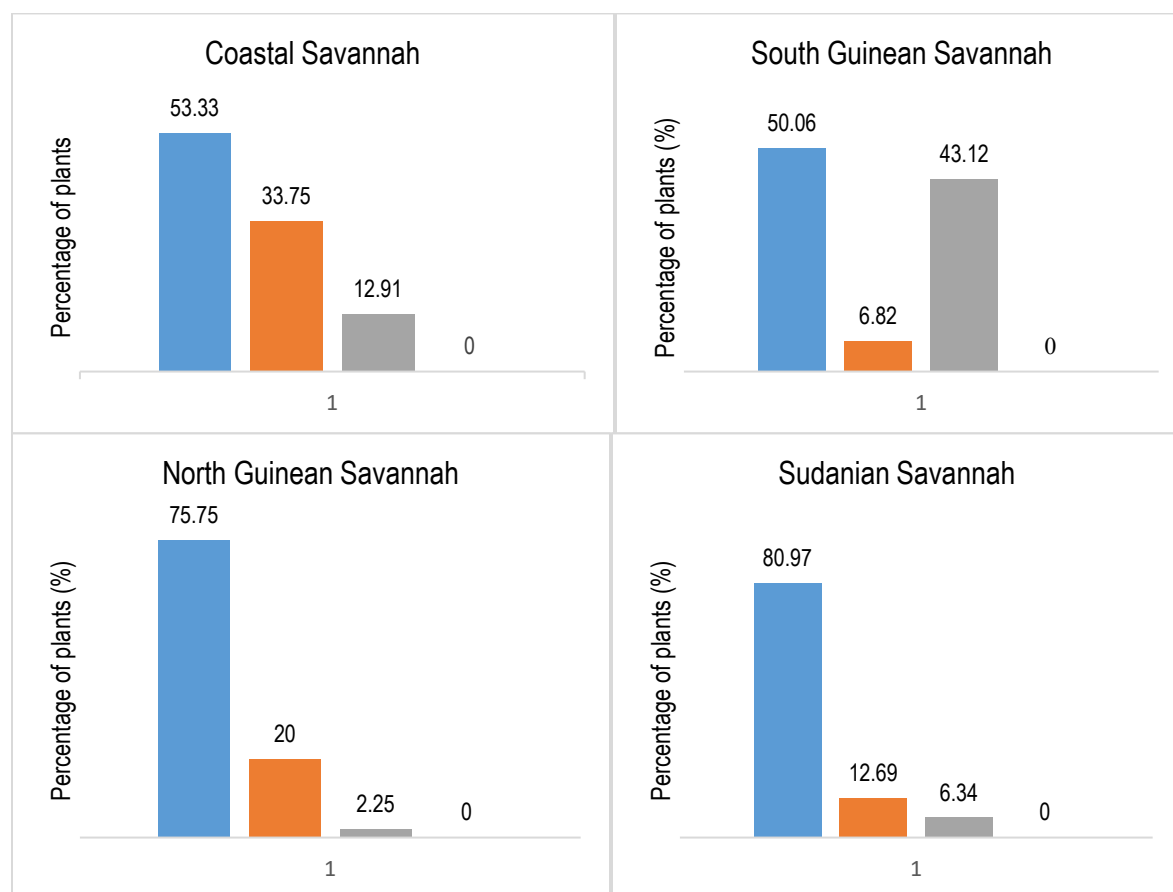 Coastal Savannah
Percentage of plants
53.33
33.75
12.91
0
1
South Guinean Savannah
Percentage of plants (%)
50.06
6.82
43.12
0
1
North Guinean Savannah
Percentage of plants (%)
75.75
20
2.25
0
1
Sudanian Savannah
Percentage of plants (%)
80.97
12.69
6.34
0
1